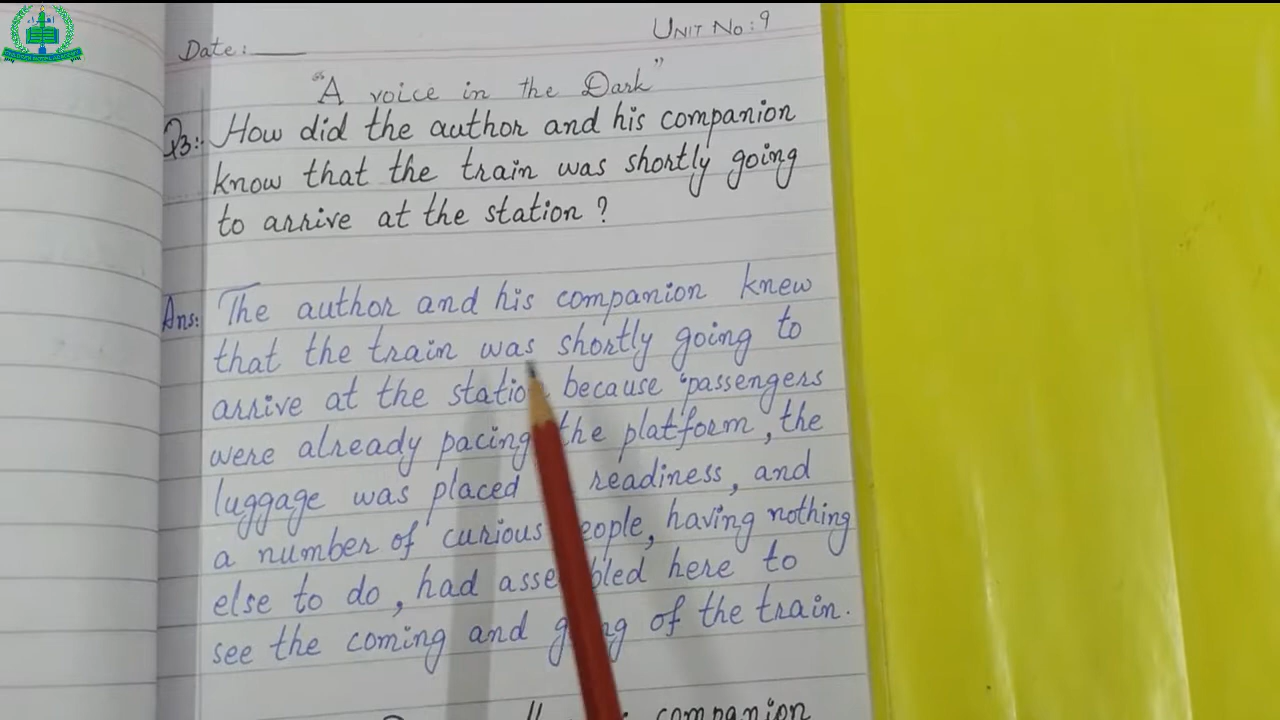 Unit No: 9
Date:
"A voice in the Dark"
Q3:- How did the author and his companion
know that the train was shortly going
to arrive at the station?
Ans: The author and his companion knew
that the train was shortly going to
arrive at the station because passengers
were already pacing the platform, the
luggage was placed readiness, and
a number of curious people, having nothing
else to do, had assembled here to
see the coming and going of the train.
companion